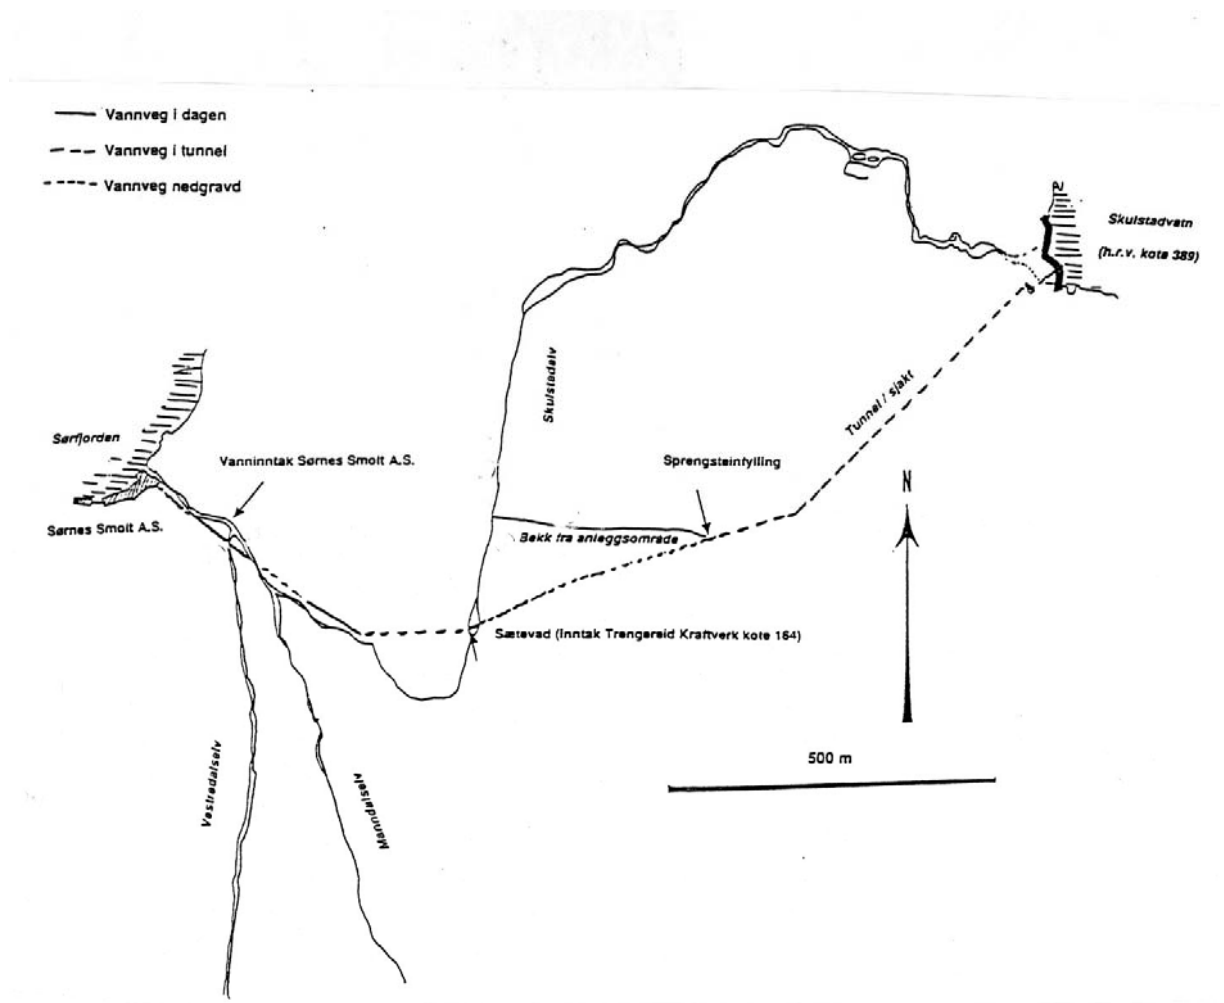 Vannveg i dagen
Vannveg i tunnel
Vannveg nedgravd
Skulstadvatn
(h.r.v. kote 389)
Skulstadelv
Tunnel / sjakt
Sørfjorden
Vanninntak Sørnes Smolt A.S.
Sprengsteinfylling
N
Sørnes Smolt A.S.
Bekk fra anleggsområde
Sætevad (Inntak Trengereid Kraftverk kote 164)
500 m
Vestredalselv
Manndalselv